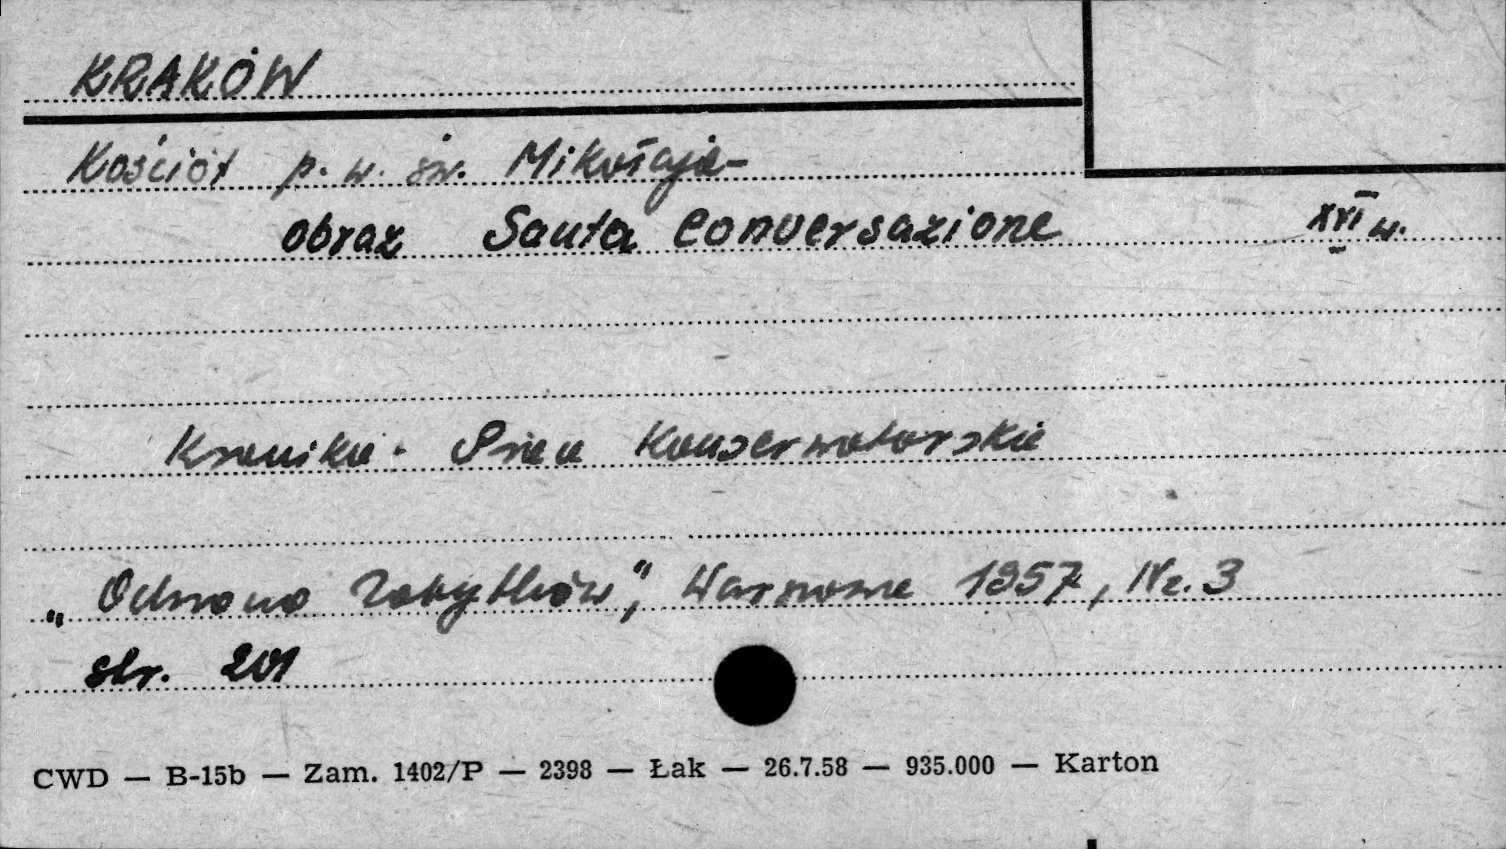 KRAKÓW
Kościół p. w. św. Mikołaja-
obraz Santa Conversazione XVI w.
Kronika. Prace Konserwatorskie
„Ochrona Zabytków”, Warszawa 1957, Nr. 3
str. 201
CWD — B-15b — Zam. 1402/P — 2398 — Łak — 26.7.58 — 935.000 — Karton